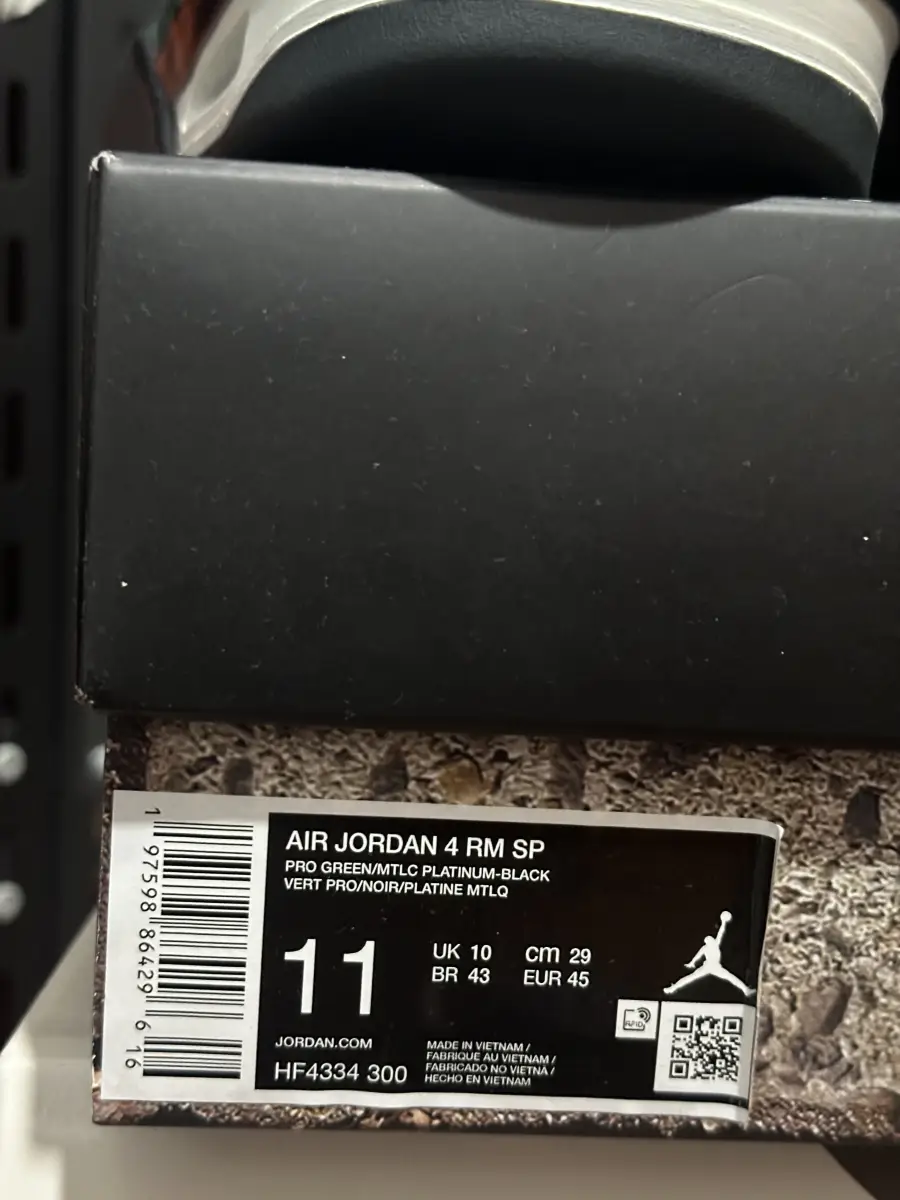 1 97598 86429 6 16
AIR JORDAN 4 RM SP
PRO GREEN/MTLC PLATINUM-BLACK
VERT PRO/NOIR/PLATINE MTLQ
11
UK 10 cm 29
BR 43 EUR 45
RFID
JORDAN.COM
HF4334 300
MADE IN VIETNAM /
FABRIQUE AU VIETNAM /
FABRICADO NO VIETNA /
HECHO EN VIETNAM